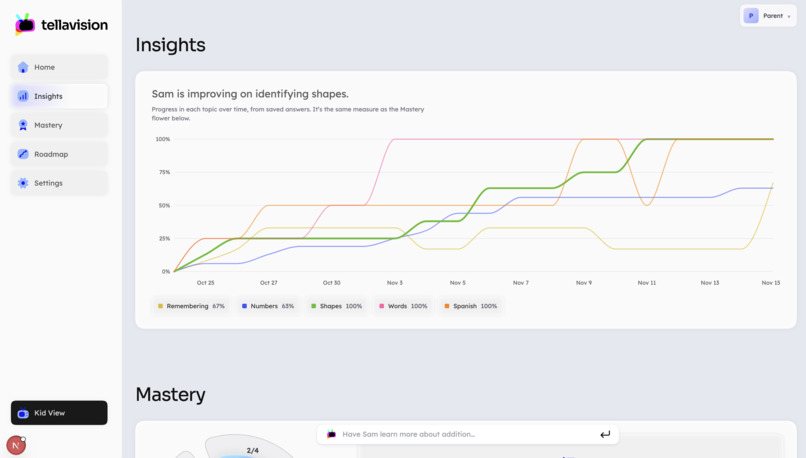 tellavision
P Parent
Home
Insights
Mastery
Roadmap
Settings
Kid View
N
Insights
Sam is improving on identifying shapes.
Progress in each topic over time, from saved answers. It's the same measure as the Mastery
flower below.
100%
75%
50%
25%
0%
Oct 25 Oct 27 Oct 30 Nov 3 Nov 5 Nov 7 Nov 9 Nov 11 Nov 13 Nov 15
Remembering 67% Numbers 63% Shapes 100% Words 100% Spanish 100%
Mastery
2/4
Have Sam learn more about addition...